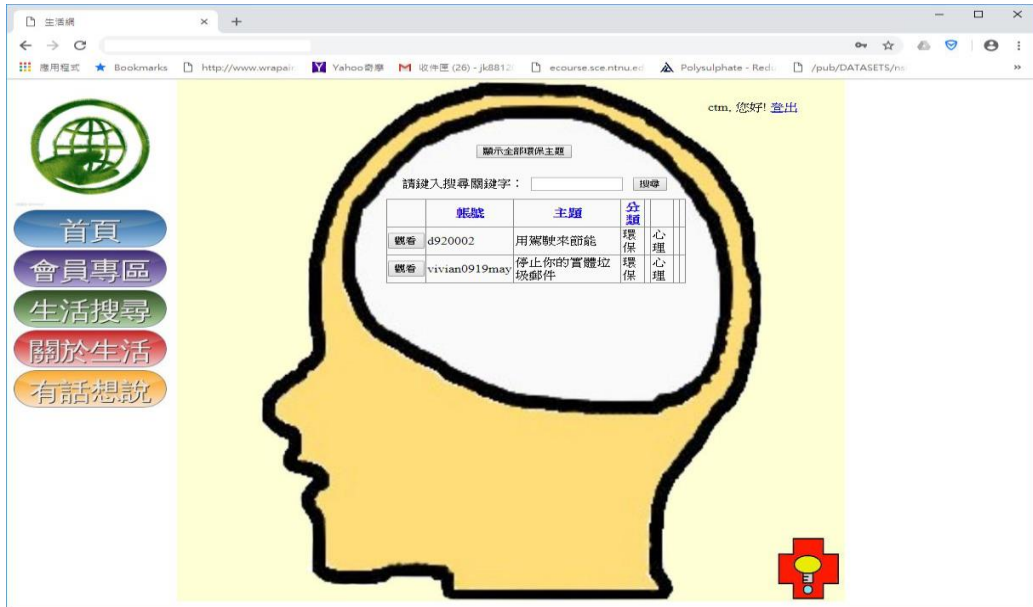 生活網
應用程式 Bookmarks http://www.wrapair Yahoo奇摩 收件匣 (26) - jk8812 ecourse.sce.ntnu.ed Polysulphate - Redu /pub/DATASETS/ns
ctm, 您好! 登出
顯示全部環保主題
請鍵入搜尋關鍵字： 搜尋
帳號 主題 分類
觀看 d920002 用駕駛來節能 環保 心理
觀看 vivian0919may 停止你的實體垃圾郵件 環保 心理
首頁
會員專區
生活搜尋
關於生活
有話想說